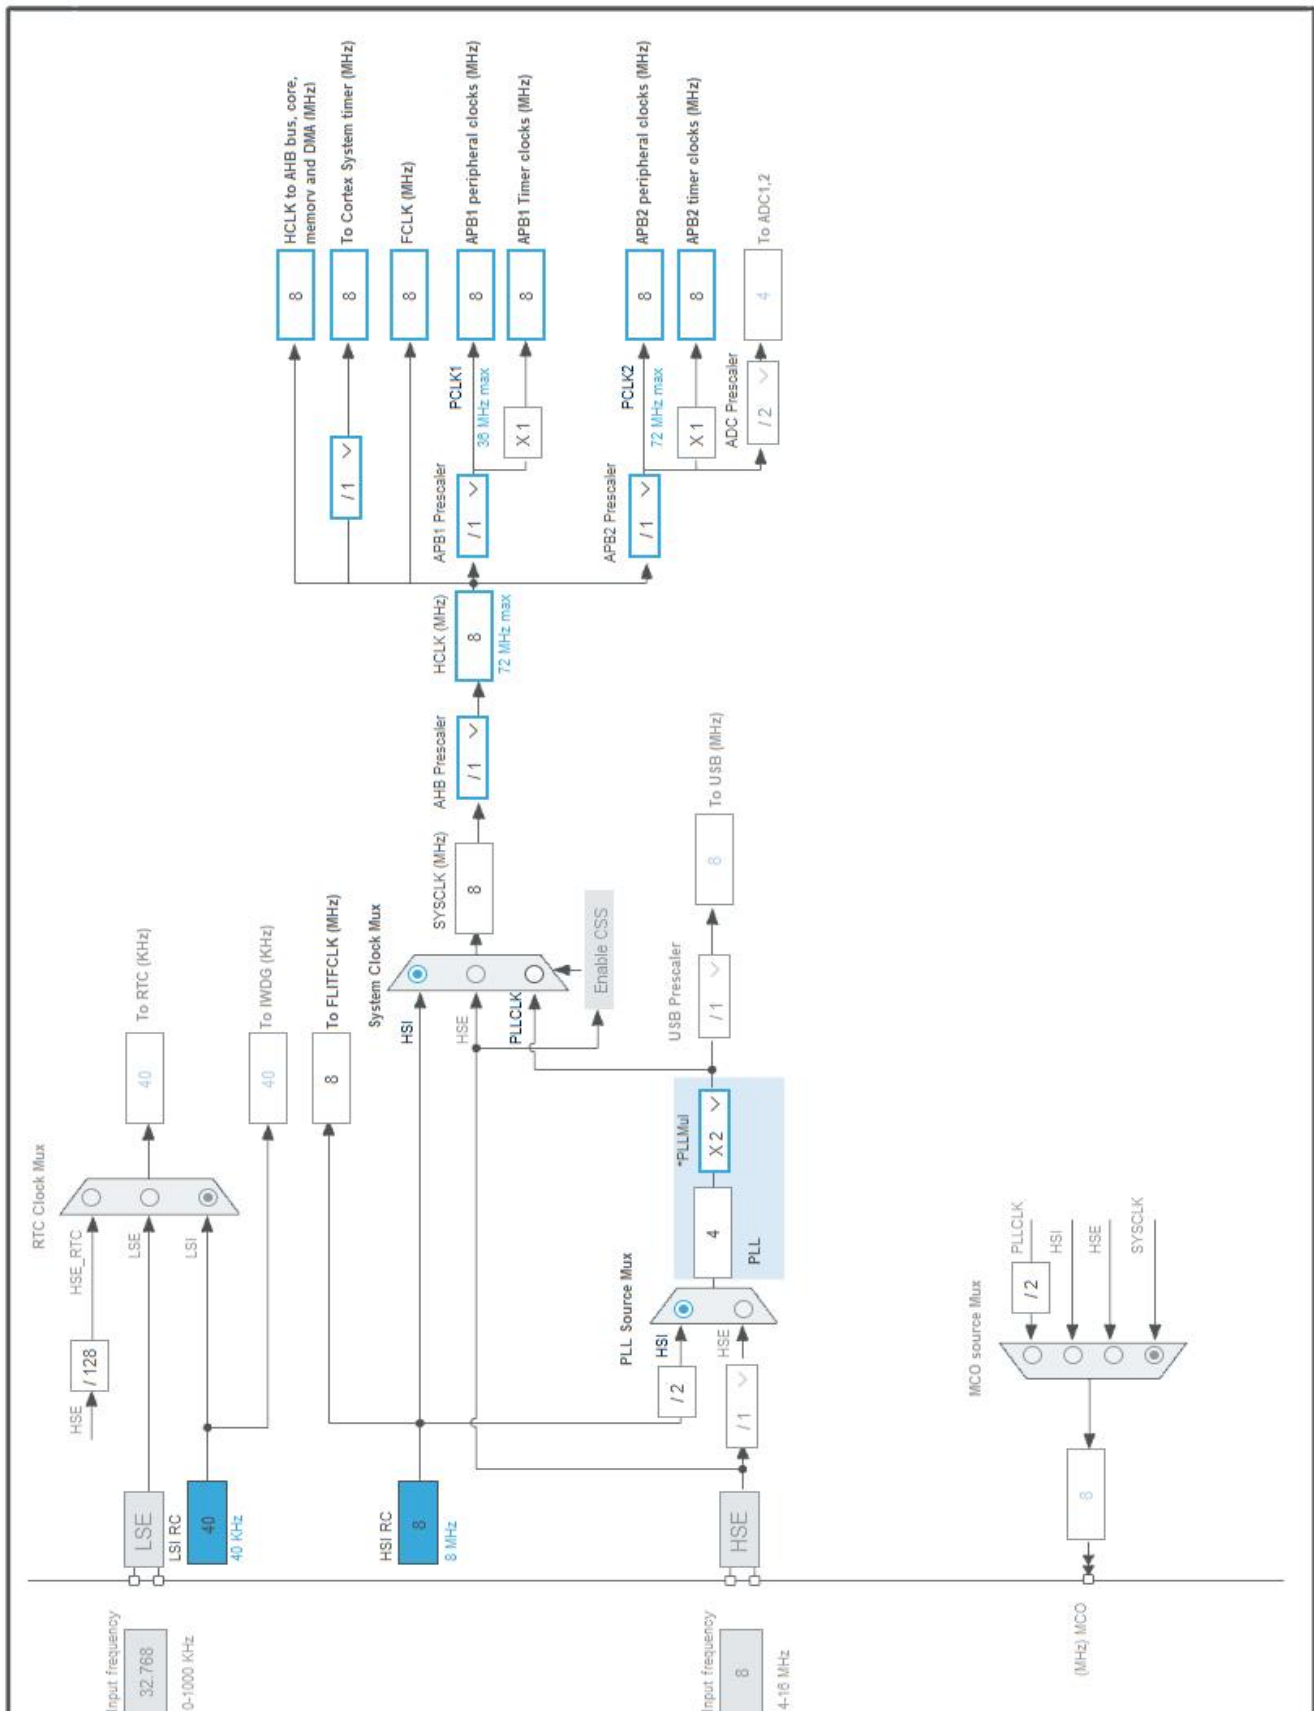 RTC Clock Mux
HSE
/ 128
HSE_RTC
LSE
LSI
To RTC (KHz)
40
Input frequency
32.768
0-1000 KHz
LSE
LSI RC
40
40 KHz
40
To IWDG (KHz)
8
To FLITFCLK (MHz)
HSI RC
8
8 MHz
System Clock Mux
HSI
HSE
PLLCLK
Enable CSS
SYSCLK (MHz)
8
AHB Prescaler
/ 1
HCLK (MHz)
8
72 MHz max
8
HCLK to AHB bus, core,
memory and DMA (MHz)
/ 1
8
To Cortex System timer (MHz)
8
FCLK (MHz)
APB1 Prescaler
/ 1
PCLK1
36 MHz max
8
APB1 peripheral clocks (MHz)
X 1
8
APB1 Timer clocks (MHz)
APB2 Prescaler
/ 1
PCLK2
72 MHz max
8
APB2 peripheral clocks (MHz)
X 1
8
APB2 timer clocks (MHz)
ADC Prescaler
/ 2
4
To ADC1,2
PLL Source Mux
HSI
/ 2
HSE
/ 1
4
*PLLMul
X 2
PLL
USB Prescaler
/ 1
8
To USB (MHz)
Input frequency
8
4-16 MHz
HSE
MCO source Mux
PLLCLK
/ 2
HSI
HSE
SYSCLK
8
(MHz) MCO